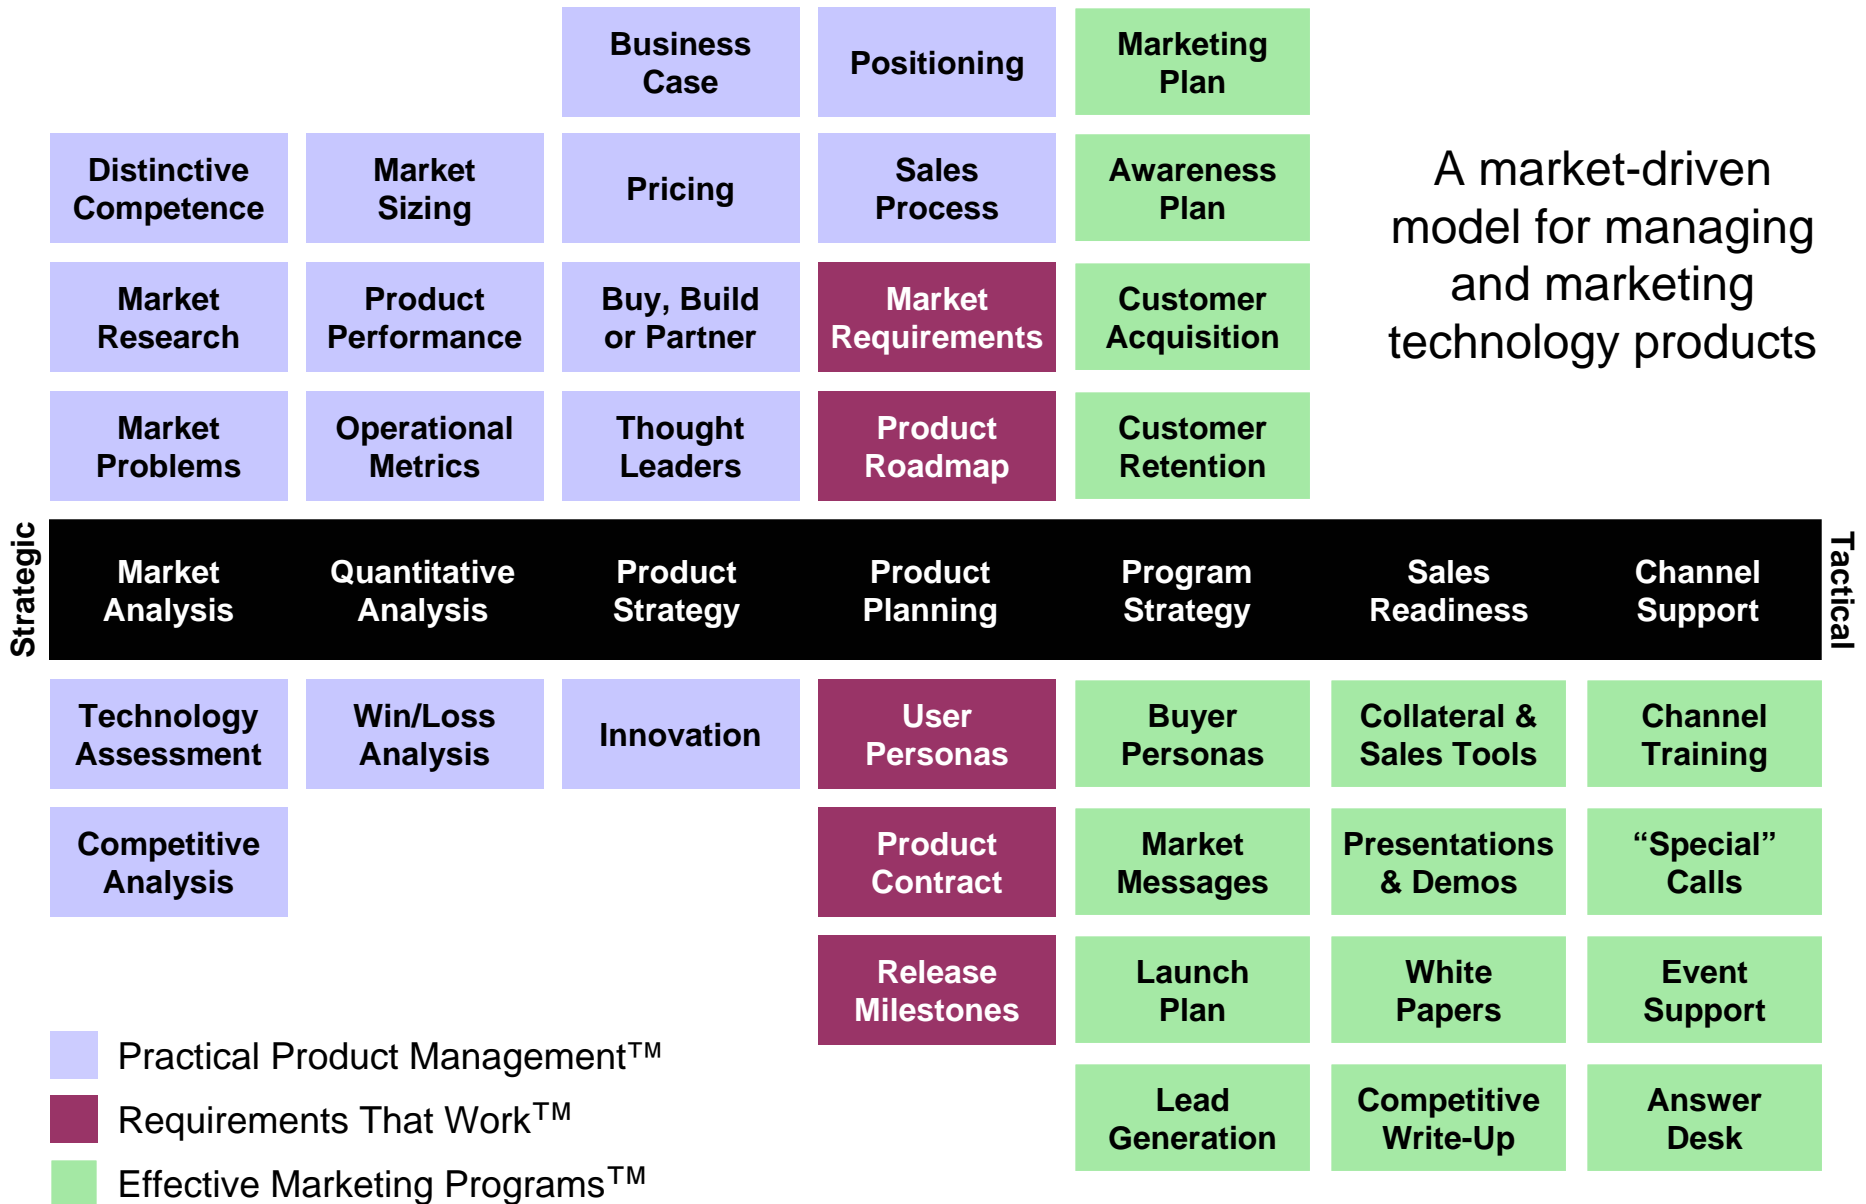 Business
Case
Positioning
Marketing
Plan
Distinctive
Competence
Market
Sizing
Pricing
Sales
Process
Awareness
Plan
A market-driven
model for managing
and marketing
technology products
Market
Research
Product
Performance
Buy, Build
or Partner
Market
Requirements
Customer
Acquisition
Market
Problems
Operational
Metrics
Thought
Leaders
Product
Roadmap
Customer
Retention
Strategic
Market
Analysis
Quantitative
Analysis
Product
Strategy
Product
Planning
Program
Strategy
Sales
Readiness
Channel
Support
Tactical
Technology
Assessment
Win/Loss
Analysis
Innovation
User
Personas
Buyer
Personas
Collateral &
Sales Tools
Channel
Training
Competitive
Analysis
Product
Contract
Market
Messages
Presentations
& Demos
“Special”
Calls
Release
Milestones
Launch
Plan
White
Papers
Event
Support
Lead
Generation
Competitive
Write-Up
Answer
Desk
Practical Product Management™
Requirements That Work™
Effective Marketing Programs™